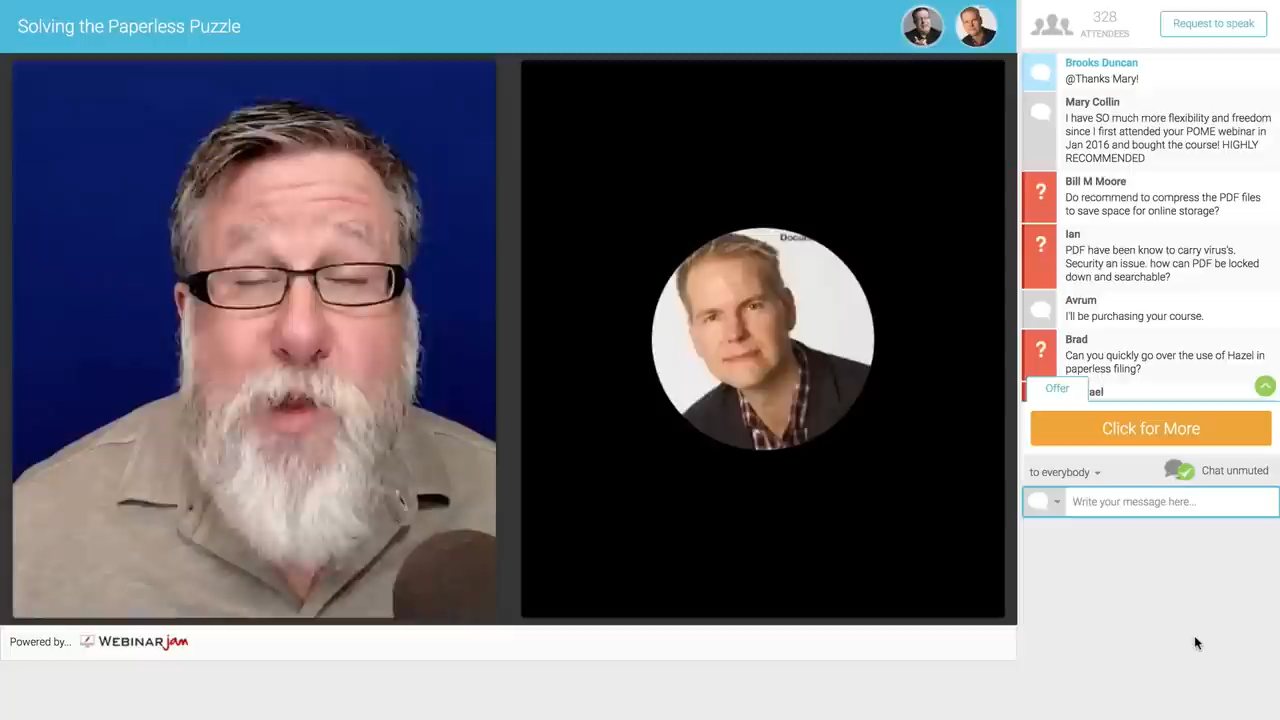 Solving the Paperless Puzzle
328
ATTENDEES
Request to speak
Brooks Duncan
@Thanks Mary!
Mary Collin
I have SO much more flexibility and freedom
since I first attended your POME webinar in
Jan 2016 and bought the course! HIGHLY
RECOMMENDED
Bill M Moore
Do recommend to compress the PDF files
to save space for online storage?
Ian
PDF have been know to carry virus's.
Security an issue. how can PDF be locked
down and searchable?
Avrum
I'll be purchasing your course.
Brad
Can you quickly go over the use of Hazel in
paperless filing?
ael
Offer
Click for More
to everybody
Chat unmuted
Write your message here...
Powered by...
WEBINARjam